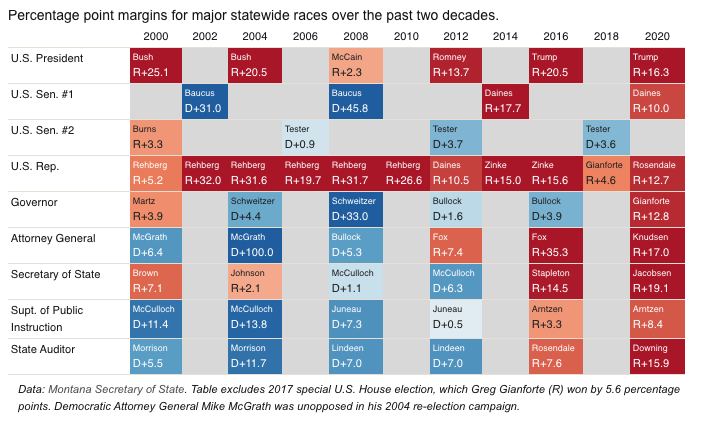 Percentage point margins for major statewide races over the past two decades.
2000 2002 2004 2006 2008 2010 2012 2014 2016 2018 2020
U.S. President Bush Bush McCain Romney Trump Trump
R+25.1 R+20.5 R+2.3 R+13.7 R+20.5 R+16.3
U.S. Sen. #1 Baucus Baucus Daines Daines
D+31.0 D+45.8 R+17.7 R+10.0
U.S. Sen. #2 Burns Tester Tester Tester
R+3.3 D+0.9 D+3.7 D+3.6
U.S. Rep. Rehberg Rehberg Rehberg Rehberg Rehberg Rehberg Daines Zinke Zinke Gianforte Rosendale
R+5.2 R+32.0 R+31.6 R+19.7 R+31.7 R+26.6 R+10.5 R+15.0 R+15.6 R+4.6 R+12.7
Governor Martz Schweitzer Schweitzer Bullock Bullock Gianforte
R+3.9 D+4.4 D+33.0 D+1.6 D+3.9 R+12.8
Attorney General McGrath McGrath Bullock Fox Fox Knudsen
D+6.4 D+100.0 D+5.3 R+7.4 R+35.3 R+17.0
Secretary of State Brown Johnson McCulloch McCulloch Stapleton Jacobsen
R+7.1 R+2.1 D+1.1 D+6.3 R+14.5 R+19.1
Supt. of Public McCulloch McCulloch Juneau Juneau Arntzen Arntzen
Instruction D+11.4 D+13.8 D+7.3 D+0.5 R+3.3 R+8.4
State Auditor Morrison Morrison Lindeen Lindeen Rosendale Downing
D+5.5 D+11.7 D+7.0 D+7.0 R+7.6 R+15.9
Data: Montana Secretary of State. Table excludes 2017 special U.S. House election, which Greg Gianforte (R) won by 5.6 percentage
points. Democratic Attorney General Mike McGrath was unopposed in his 2004 re-election campaign.